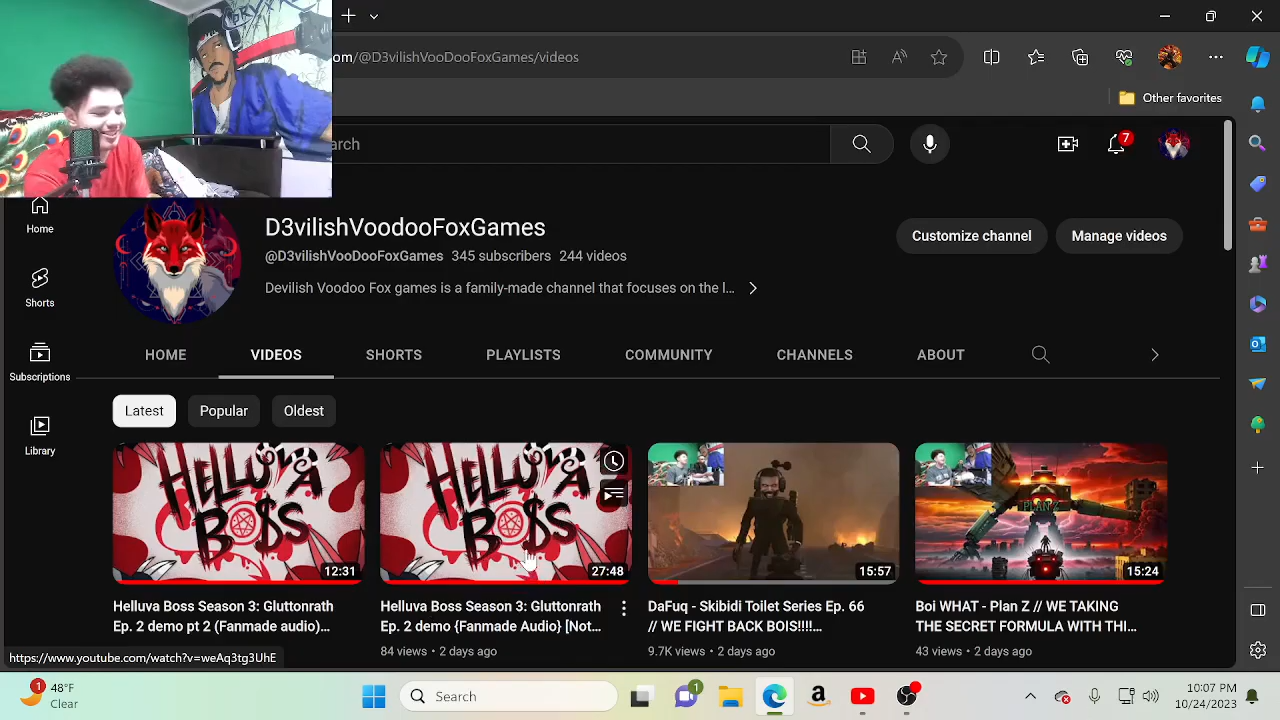 om/@D3vilishVooDooFoxGames/videos
Other favorites
arch
7
Home
Shorts
Subscriptions
Library
D3vilishVoodooFoxGames
@D3vilishVooDooFoxGames 345 subscribers 244 videos
Devilish Voodoo Fox games is a family-made channel that focuses on the l...
Customize channel
Manage videos
HOME VIDEOS SHORTS PLAYLISTS COMMUNITY CHANNELS ABOUT
Latest Popular Oldest
HELLUVA
BO$S
12:31
HELLUVA
BO$S
27:48
15:57
PLAN Z
15:24
Helluva Boss Season 3: Gluttonrath
Ep. 2 demo pt 2 (Fanmade audio)...
Helluva Boss Season 3: Gluttonrath
Ep. 2 demo {Fanmade Audio} [Not...
84 views • 2 days ago
DaFuq - Skibidi Toilet Series Ep. 66
// WE FIGHT BACK BOIS!!!!...
9.7K views • 2 days ago
Boi WHAT - Plan Z // WE TAKING
THE SECRET FORMULA WITH THI...
43 views • 2 days ago
https://www.youtube.com/watch?v=weAq3tg3UhE
1
48°F
Clear
Search
1
10:07 PM
10/24/2023